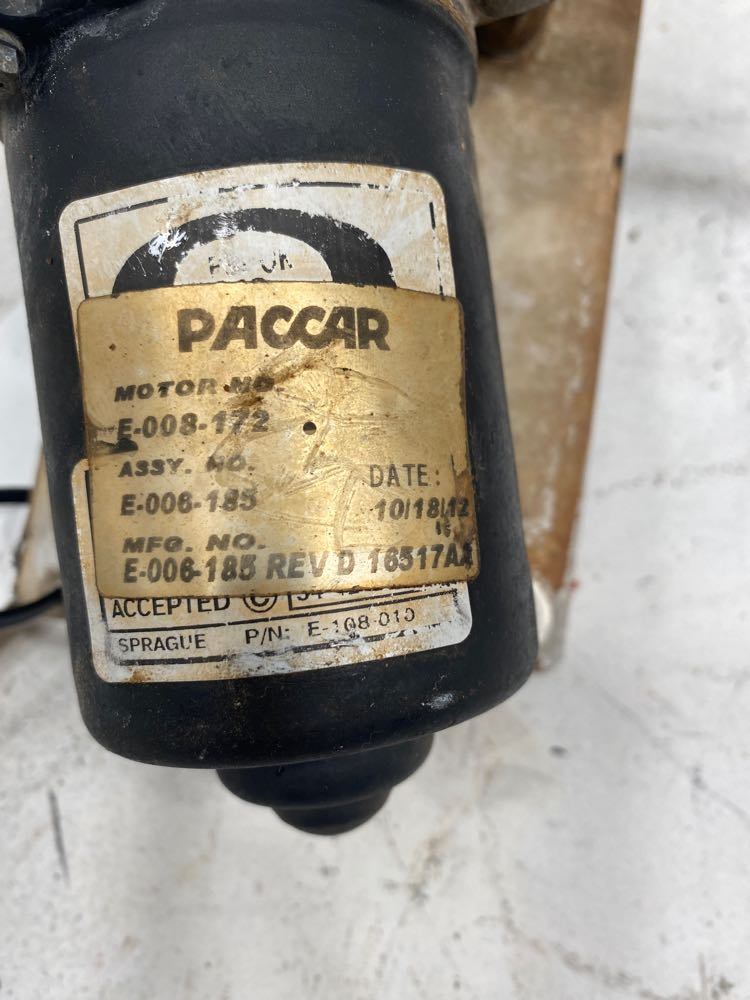 PACCAR
MOTOR NO.
E-008-172
ASSY. NO.
DATE:
E-006-185
10/18/12
MFG. NO.
E-006-185 REV D 16517AA
ACCEPTED ©
SPRAGUE P/N: E-108-010